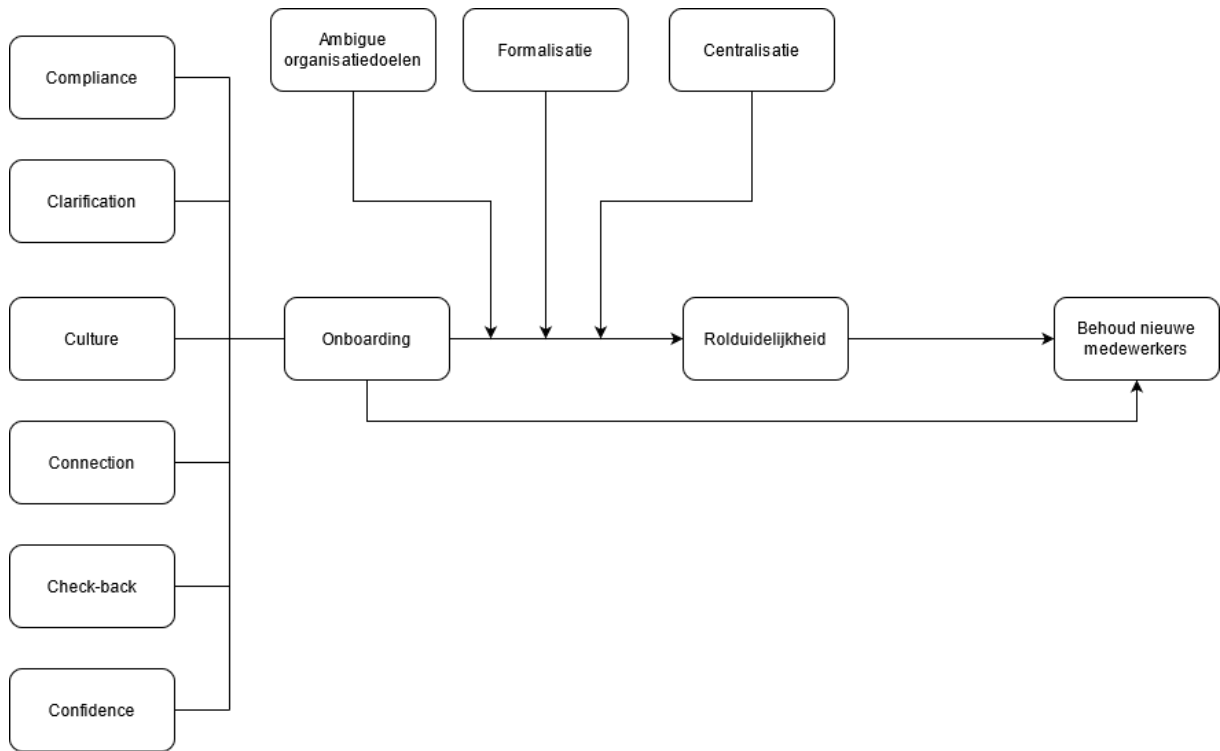 Compliance
Clarification
Culture
Connection
Check-back
Confidence
Ambigue
organisatiedoelen
Formalisatie
Centralisatie
Onboarding
Rolduidelijkheid
Behoud nieuwe
medewerkers